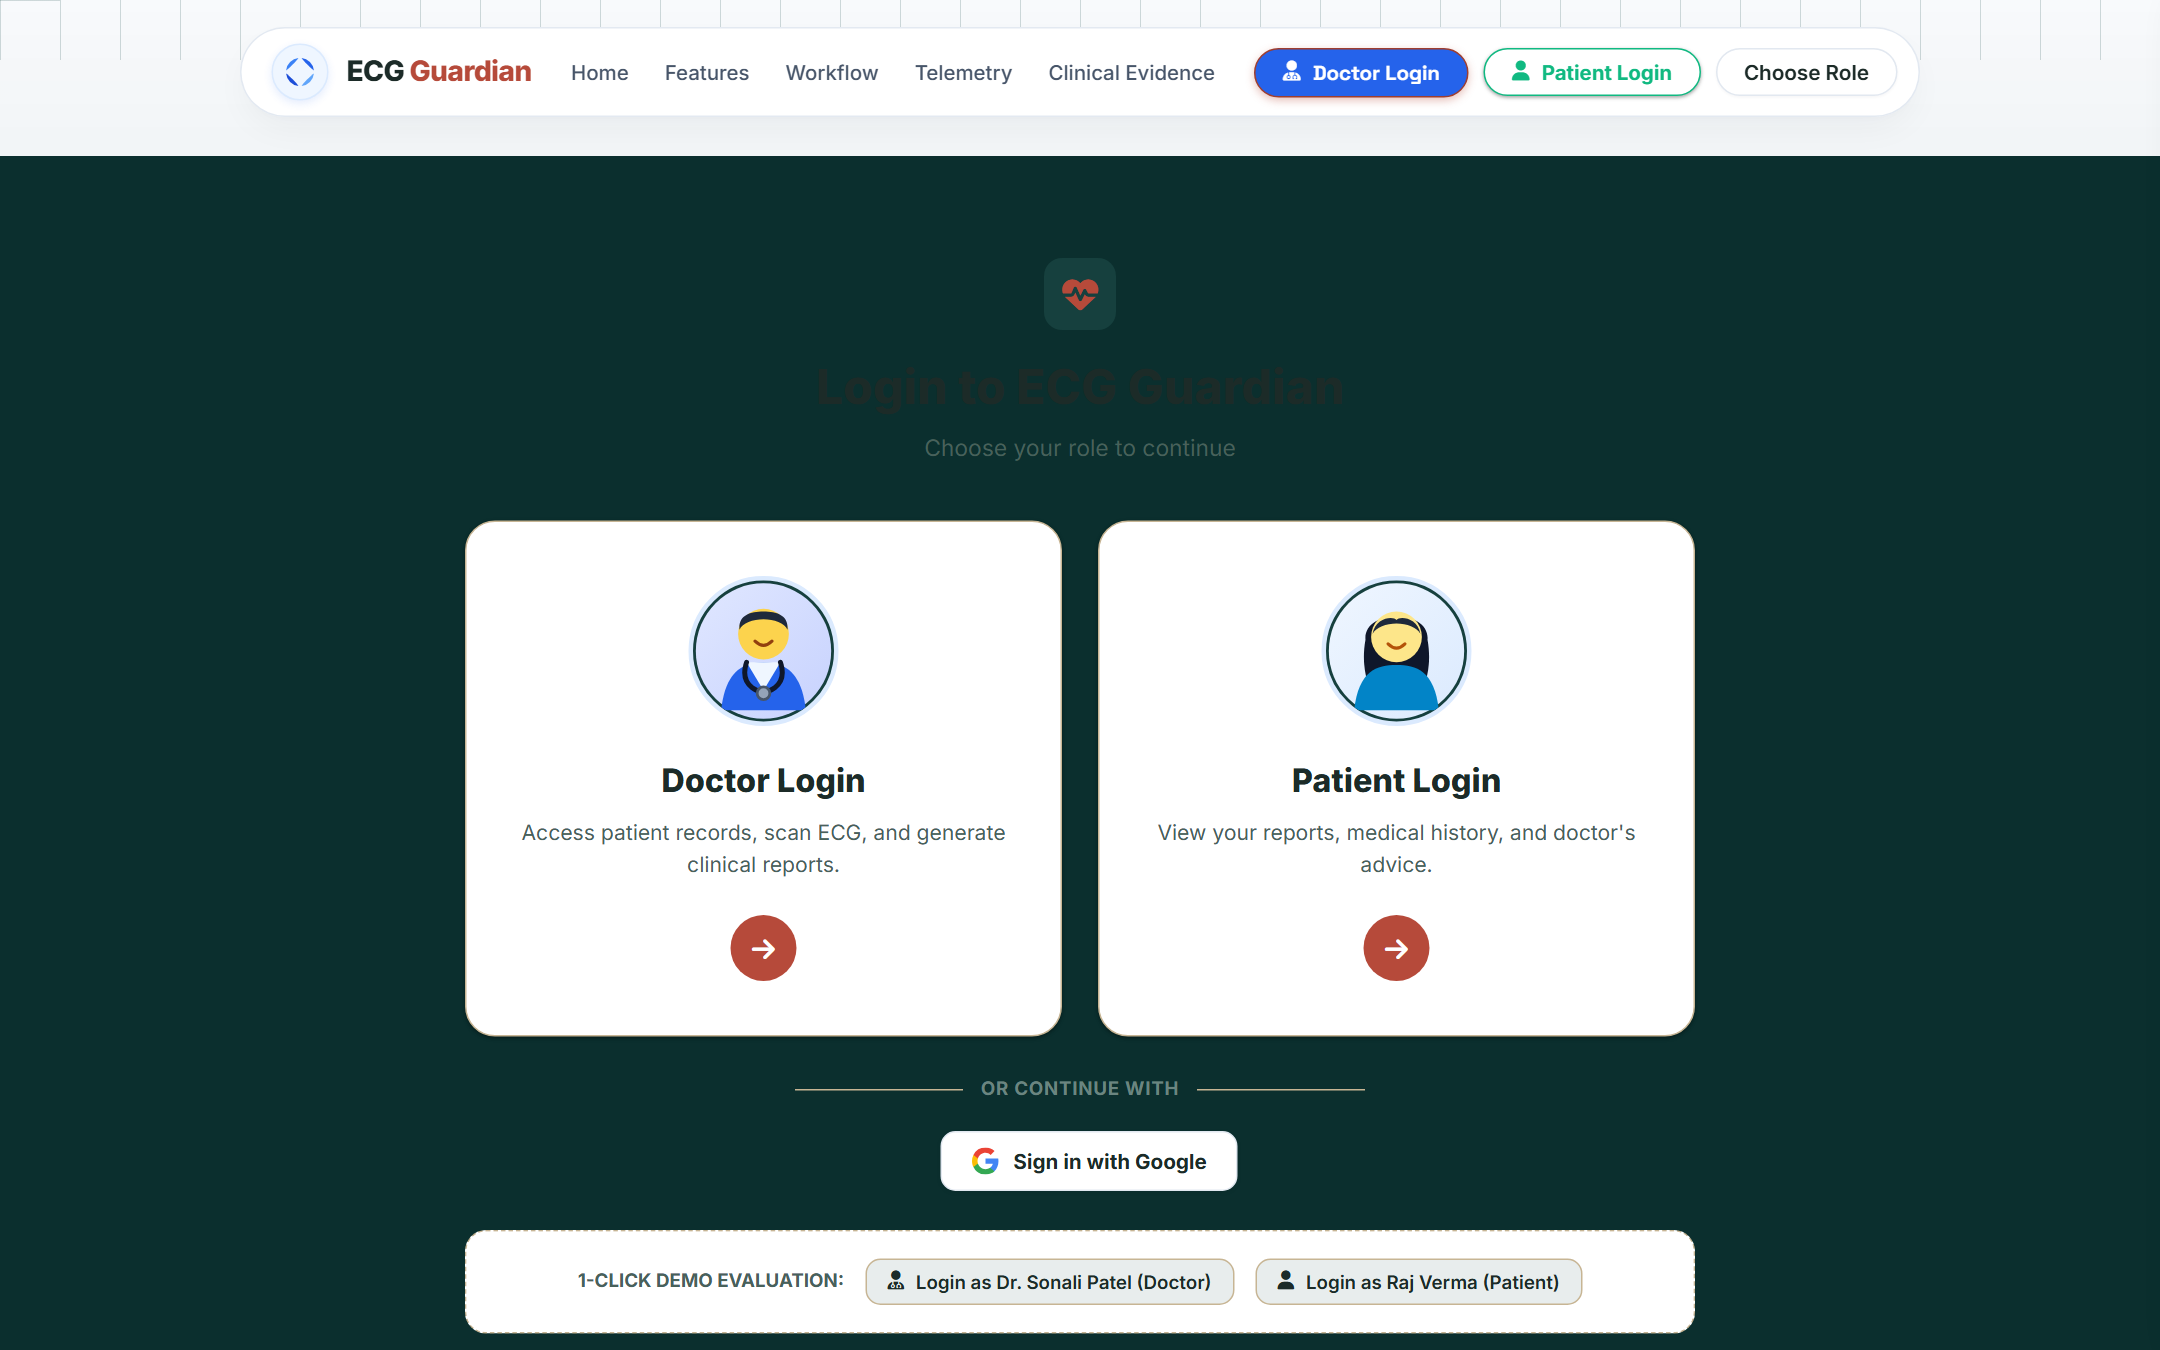 ECG Guardian
Home
Features
Workflow
Telemetry
Clinical Evidence
Doctor Login
Patient Login
Choose Role
Login to ECG Guardian
Choose your role to continue
Doctor Login
Access patient records, scan ECG, and generate
clinical reports.
Patient Login
View your reports, medical history, and doctor's
advice.
OR CONTINUE WITH
Sign in with Google
1-CLICK DEMO EVALUATION:
Login as Dr. Sonali Patel (Doctor)
Login as Raj Verma (Patient)